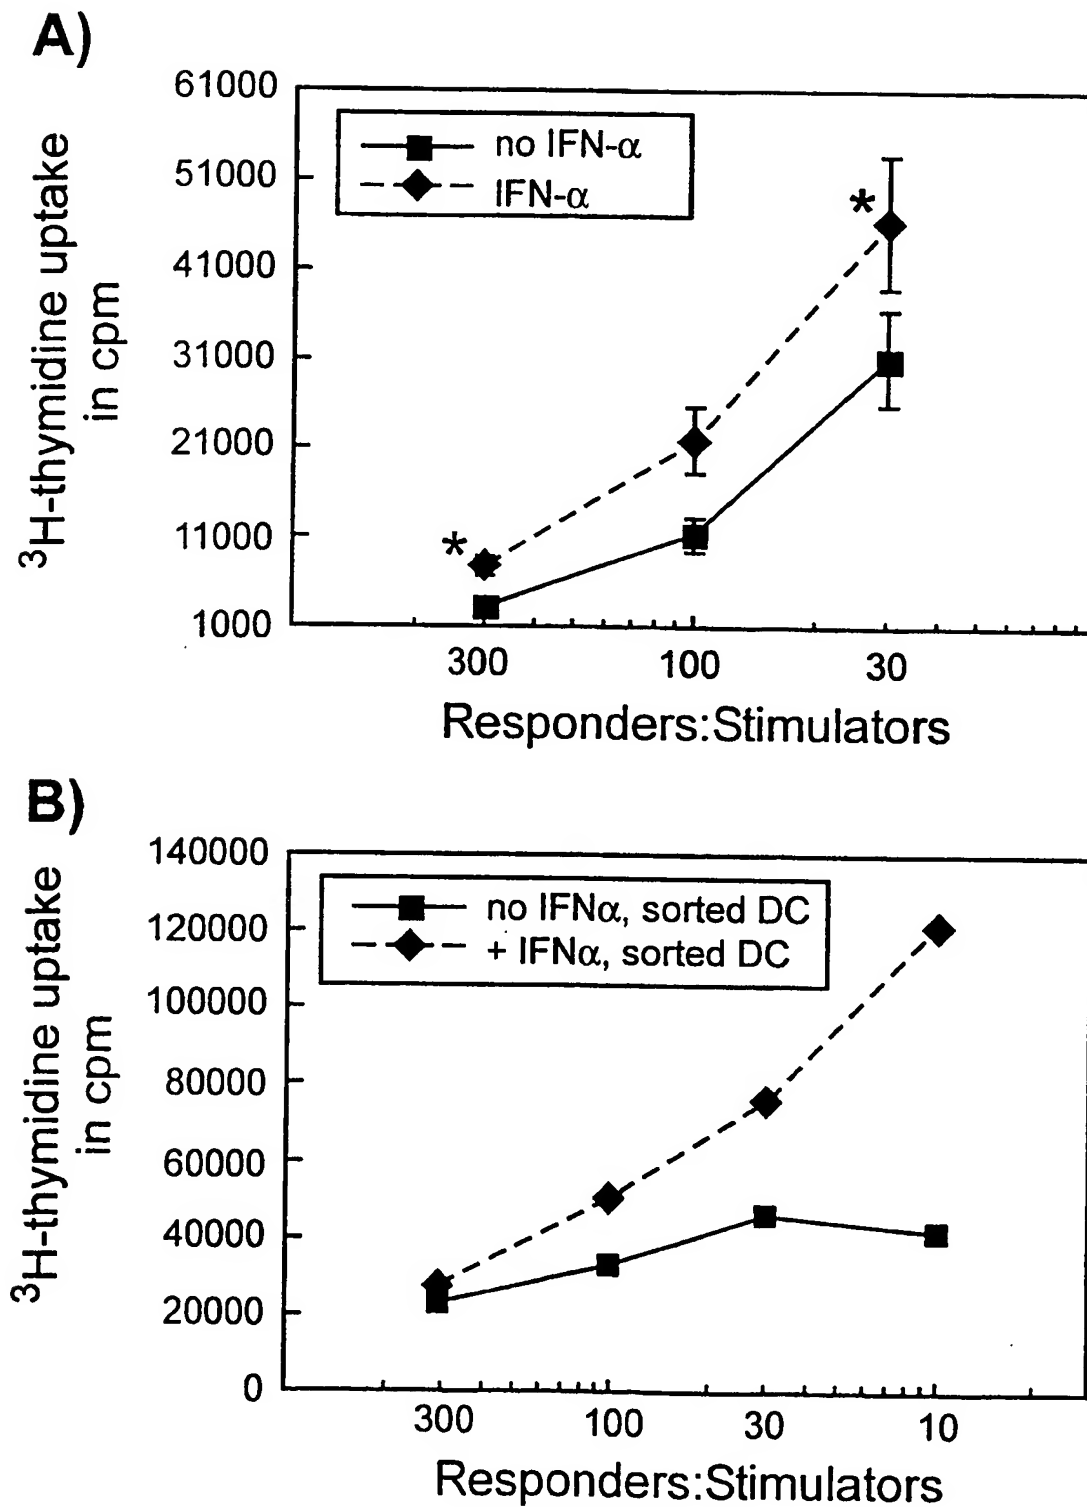 A)
61000
51000
41000
31000
21000
11000
1000
³H-thymidine uptake
in cpm
no IFN-α
IFN-α
*
*
300 100 30
Responders:Stimulators
B)
140000
120000
100000
80000
60000
40000
20000
0
³H-thymidine uptake
in cpm
no IFNα, sorted DC
+ IFNα, sorted DC
300 100 30 10
Responders:Stimulators